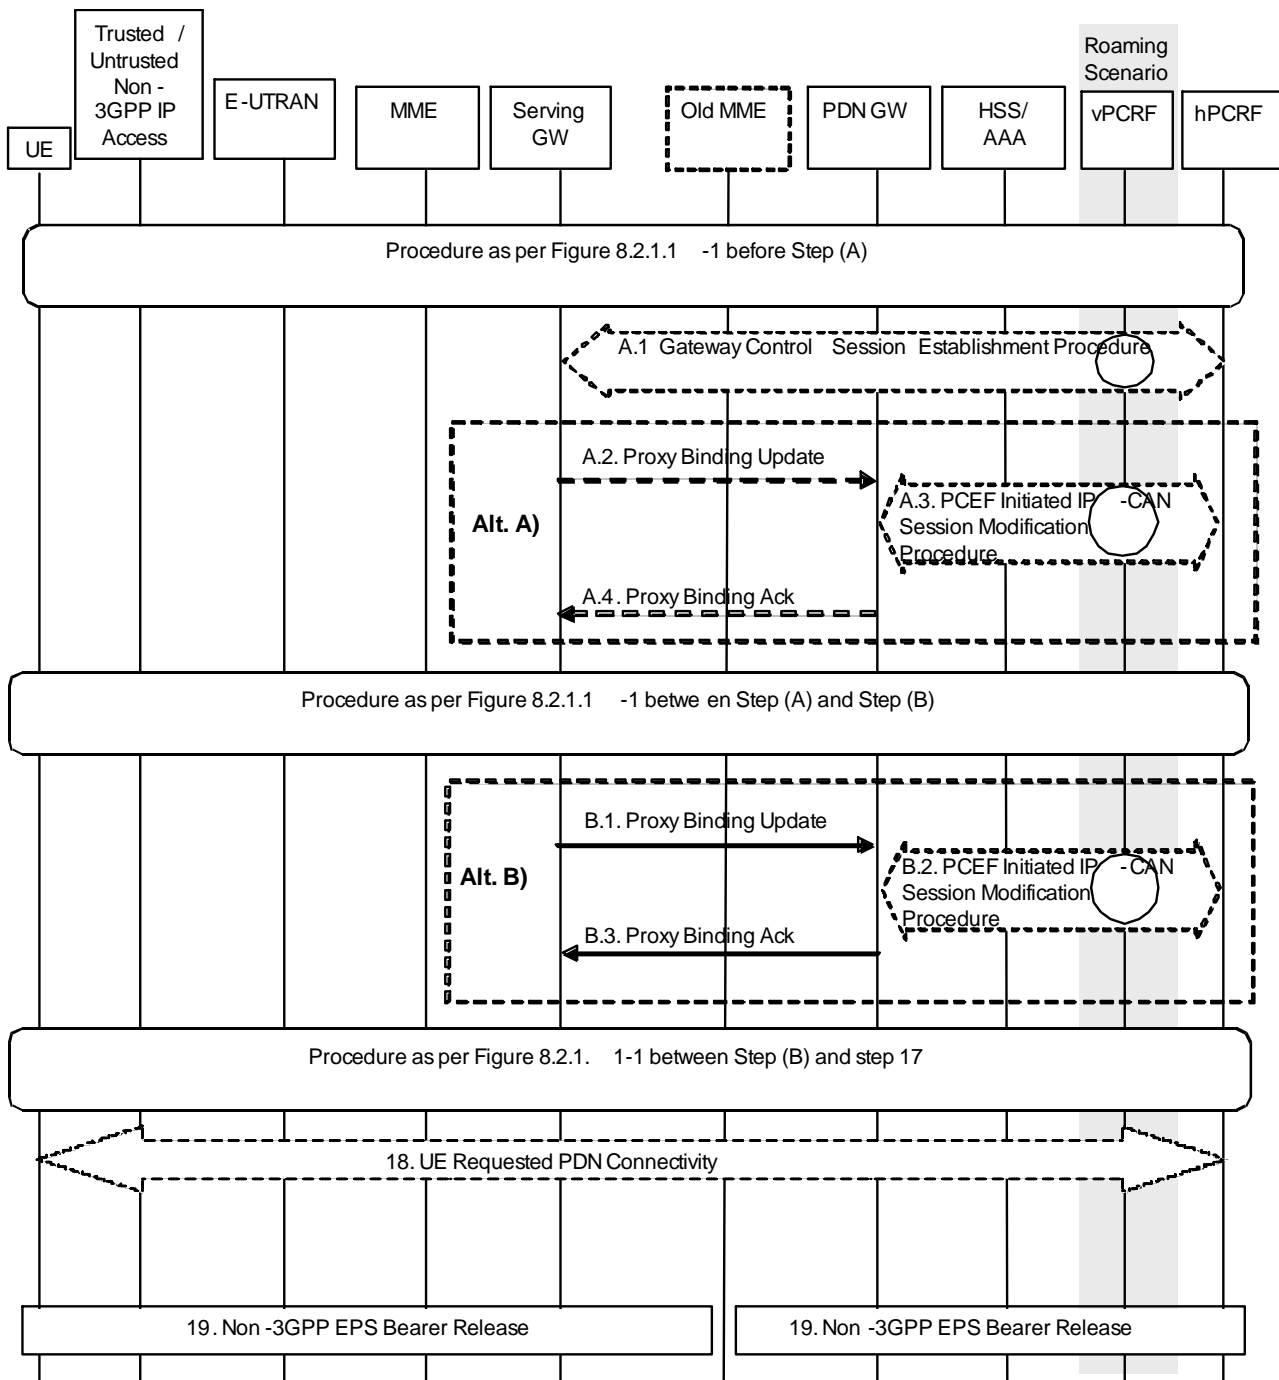 Trusted /
Untrusted
Non -
3GPP IP
Access
Roaming
Scenario
UE
E-UTRAN
MME
Serving
GW
Old MME
PDN GW
HSS/
AAA
vPCRF
hPCRF
Procedure as per Figure 8.2.1.1 -1 before Step (A)
A.1 Gateway Control Session Establishment Procedure
A.2. Proxy Binding Update
Alt. A)
A.3. PCEF Initiated IP -CAN
Session Modification
Procedure
A.4. Proxy Binding Ack
Procedure as per Figure 8.2.1.1 -1 betwe en Step (A) and Step (B)
B.1. Proxy Binding Update
Alt. B)
B.2. PCEF Initiated IP -CAN
Session Modification
Procedure
B.3. Proxy Binding Ack
Procedure as per Figure 8.2.1. 1-1 between Step (B) and step 17
18. UE Requested PDN Connectivity
19. Non -3GPP EPS Bearer Release
19. Non -3GPP EPS Bearer Release